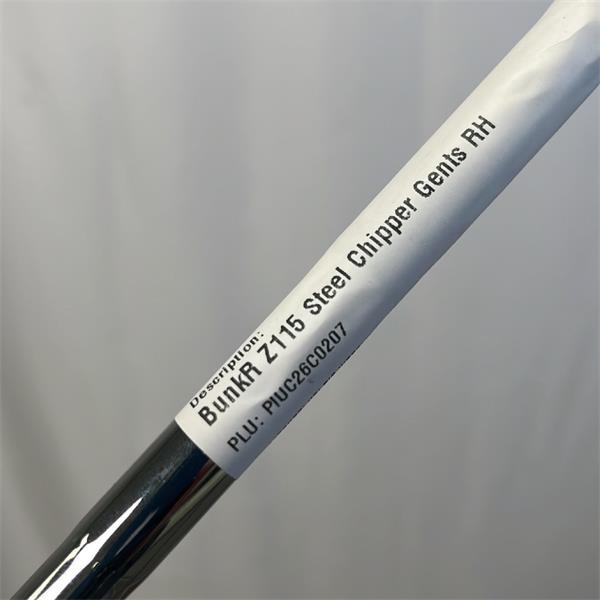 Description:
BunkR Z115 Steel Chipper Gents RH
PLU: PIUC26C0207